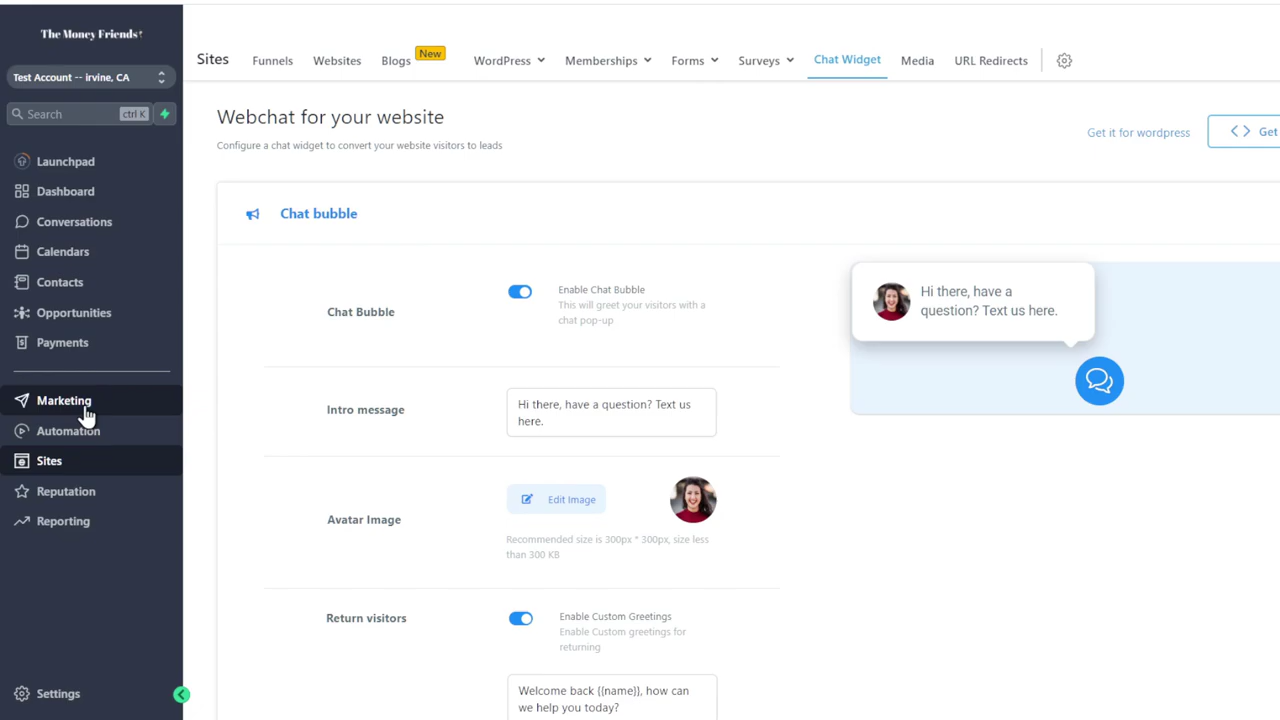 The Money Friends
Test Account -- irvine, CA
Search
ctrl K
Launchpad
Dashboard
Conversations
Calendars
Contacts
Opportunities
Payments
Marketing
Automation
Sites
Reputation
Reporting
Settings
Sites
Funnels
Websites
Blogs
New
WordPress
Memberships
Forms
Surveys
Chat Widget
Media
URL Redirects
Webchat for your website
Configure a chat widget to convert your website visitors to leads
Get it for wordpress
<> Get
Chat bubble
Chat Bubble
Enable Chat Bubble
This will greet your visitors with a
chat pop-up
Intro message
Hi there, have a question? Text us
here.
Avatar Image
Edit Image
Recommended size is 300px * 300px, size less
than 300 KB
Return visitors
Enable Custom Greetings
Enable Custom greetings for
returning
Welcome back {{name}}, how can
we help you today?
Hi there, have a
question? Text us here.